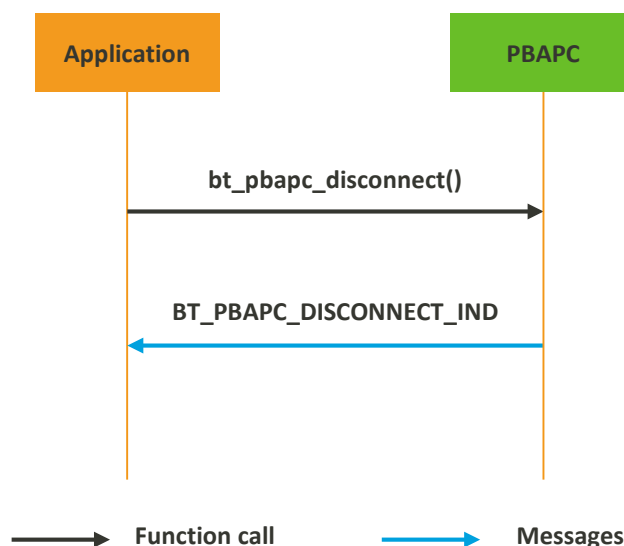 Application
PBAPC
bt_pbapc_disconnect()
BT_PBAPC_DISCONNECT_IND
Function call
Messages